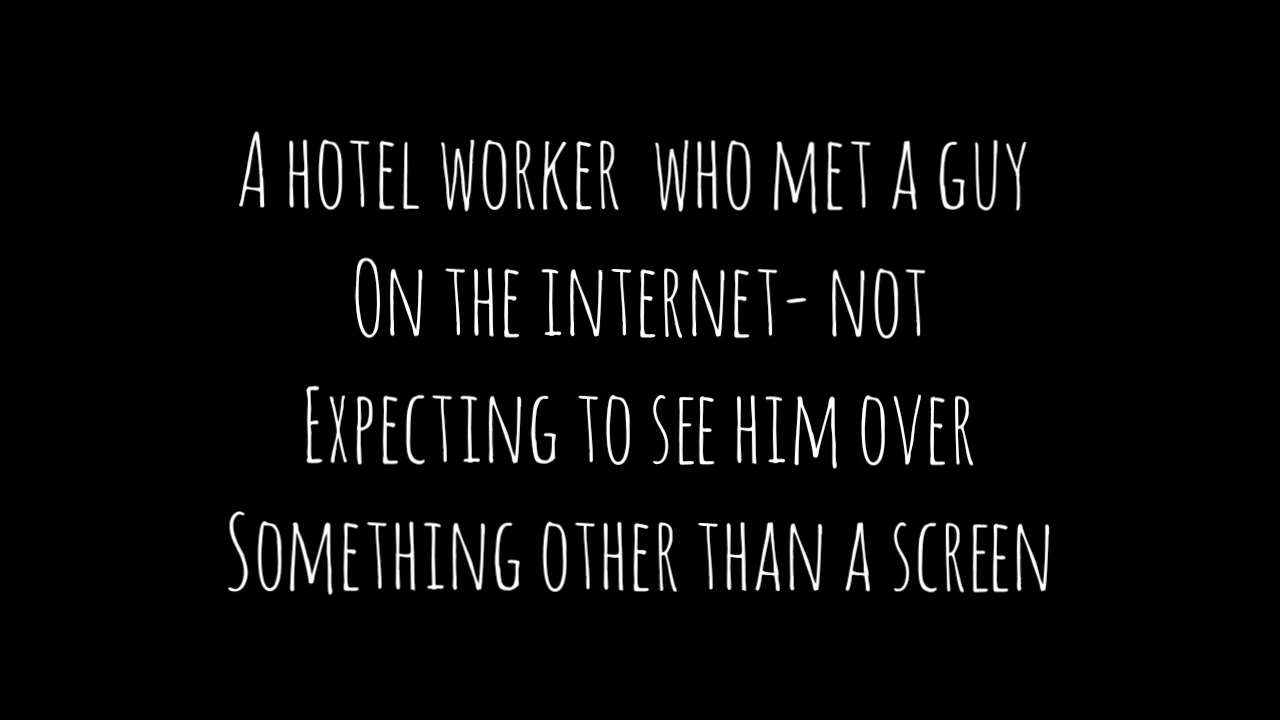 A hotel worker who met a guy
On the internet- not
Expecting to see him over
Something other than a screen